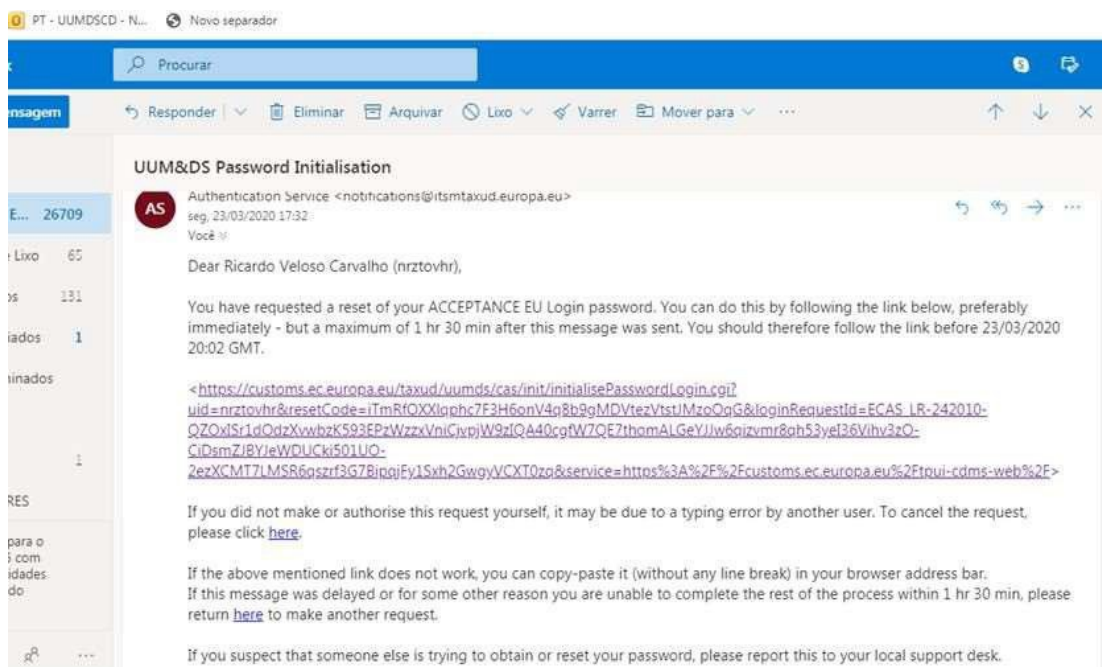 PT - UUMDSCD - N... Novo separador
Procurar
ensagem Responder Eliminar Arquivar Lixo Varrer Mover para ...
UUM&DS Password Initialisation
Authentication Service <notifications@itsmtaxud.europa.eu>
AS
seg, 23/03/2020 17:32
E... 26709
Você
Lixo 65
Dear Ricardo Veloso Carvalho (nrztovhr),
os 131
You have requested a reset of your ACCEPTANCE EU Login password. You can do this by following the link below, preferably
iados 1
immediately - but a maximum of 1 hr 30 min after this message was sent. You should therefore follow the link before 23/03/2020
20:02 GMT.
inados
<https://customs.ec.europa.eu/taxud/uumds/cas/init/initialisePasswordLogin.cgi?
1
RES
If you did not make or authorise this request yourself, it may be due to a typing error by another user. To cancel the request,
please click here.
para o
com
idades
do
If the above mentioned link does not work, you can copy-paste it (without any line break) in your browser address bar.
If this message was delayed or for some other reason you are unable to complete the rest of the process within 1 hr 30 min, please
return here to make another request.
If you suspect that someone else is trying to obtain or reset your password, please report this to your local support desk.